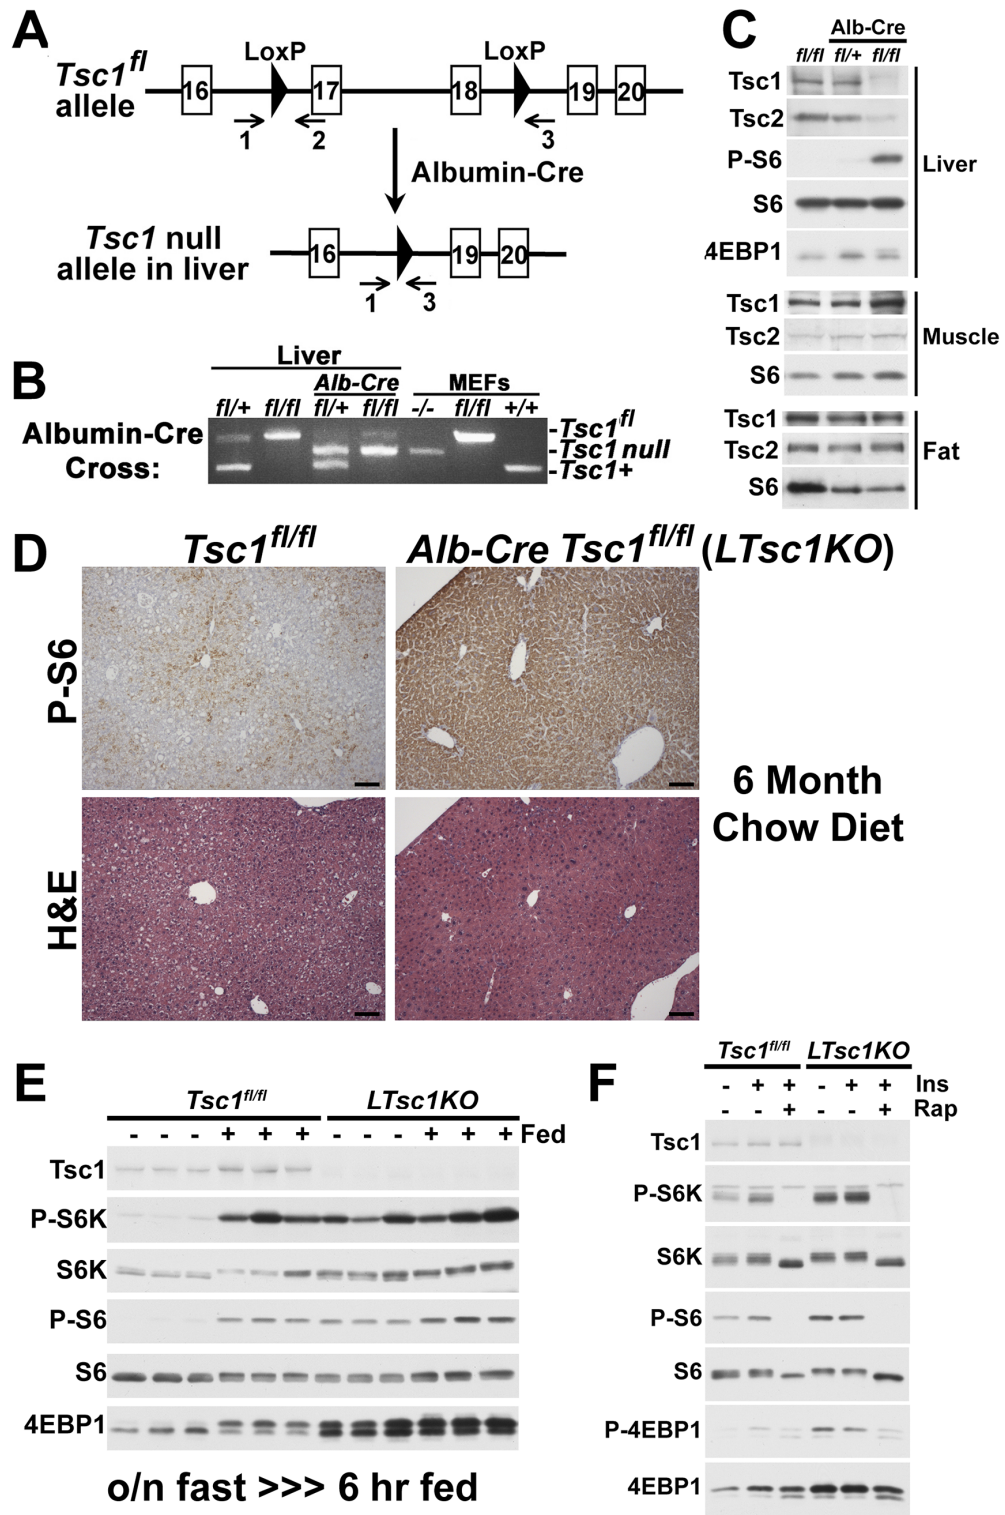 A
LoxP LoxP
Tsc1fl
allele
16 17 18 19 20
1 2 3
Albumin-Cre
Tsc1 null
allele in liver
16 19 20
1 3
B
Liver
Alb-Cre MEFs
fl/+ fl/fl fl/+ fl/fl -/- fl/fl +/+
Albumin-Cre
Cross:
-Tsc1fl
-Tsc1 null
-Tsc1+
C
Alb-Cre
fl/fl fl/+ fl/fl
Tsc1
Tsc2
P-S6
S6
4EBP1
Liver
Tsc1
Tsc2
S6
Muscle
Tsc1
Tsc2
S6
Fat
D
Tsc1fl/fl Alb-Cre Tsc1fl/fl (LTsc1KO)
P-S6
H&E
6 Month
Chow Diet
E
Tsc1fl/fl LTsc1KO
- - - + + + - - - + + + Fed
Tsc1
P-S6K
S6K
P-S6
S6
4EBP1
o/n fast >>> 6 hr fed
F
Tsc1fl/fl LTsc1KO
- + + - + + Ins
- - + - - + Rap
Tsc1
P-S6K
S6K
P-S6
S6
P-4EBP1
4EBP1